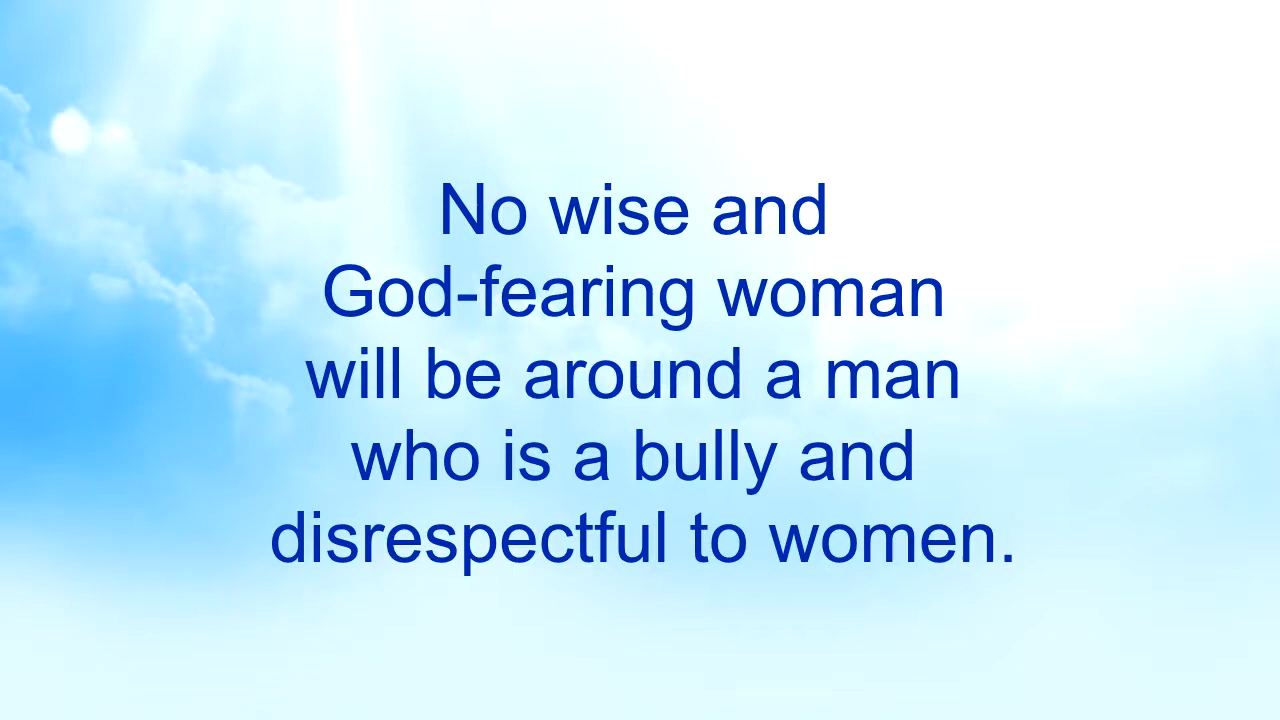 No wise and
God-fearing woman
will be around a man
who is a bully and
disrespectful to women.